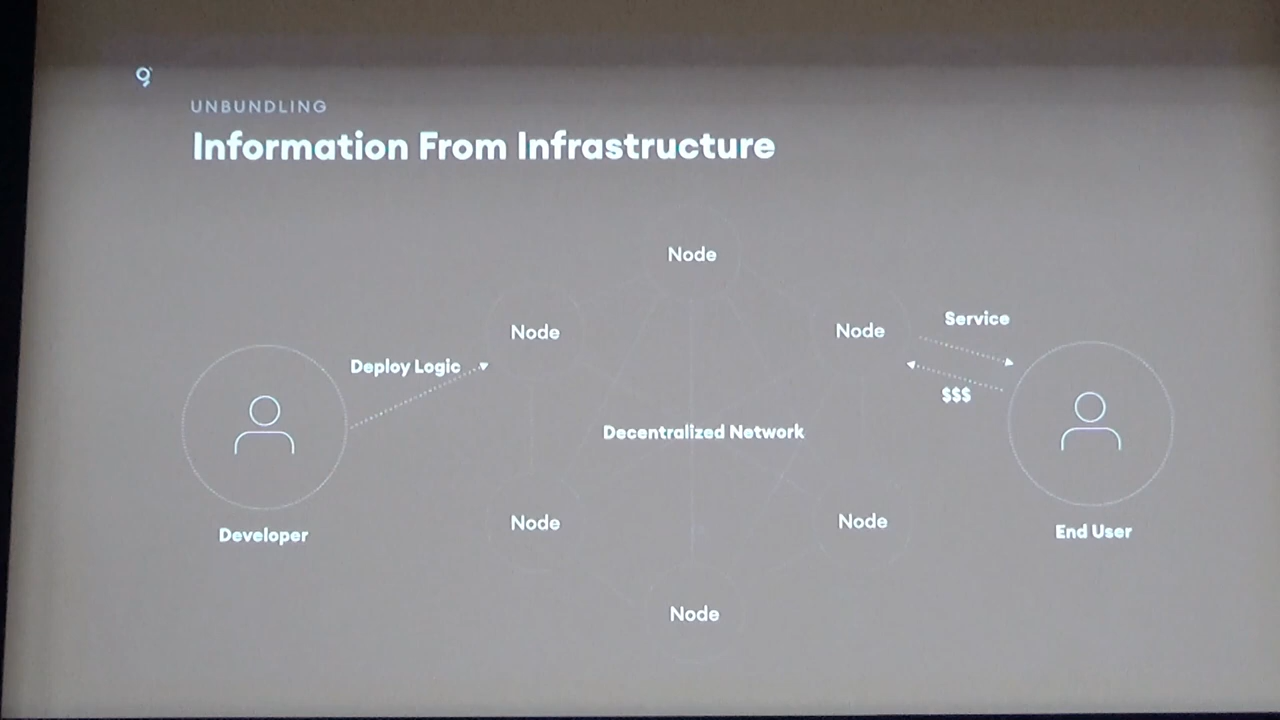 UNBUNDLING
Information From Infrastructure
Node
Node
Node
Service
Deploy Logic
$$$
Decentralized Network
Node
Node
Developer
End User
Node